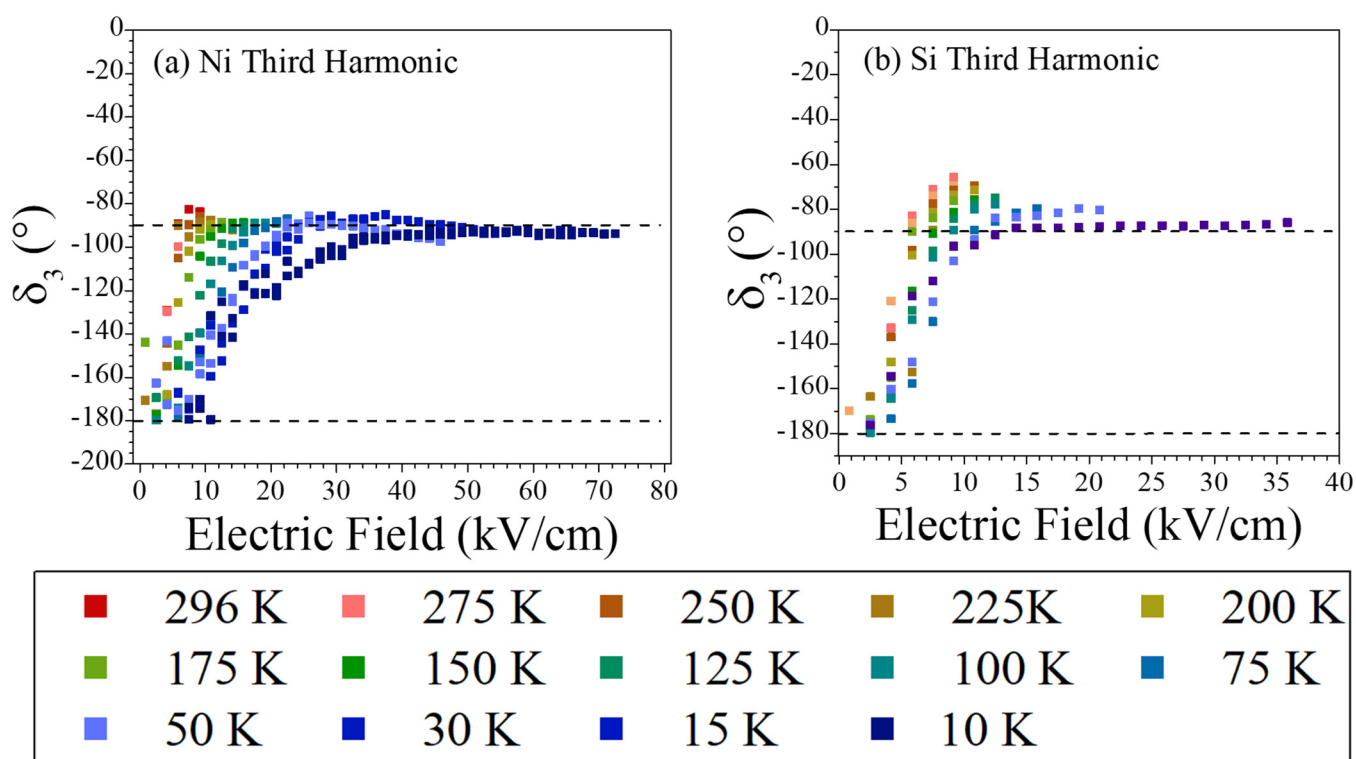 (a) Ni Third Harmonic
0
-20
-40
-60
-80
-100
-120
-140
-160
-180
-200
δ₃ (°)
0 10 20 30 40 50 60 70 80
Electric Field (kV/cm)
(b) Si Third Harmonic
0
-20
-40
-60
-80
-100
-120
-140
-160
-180
δ₃ (°)
0 5 10 15 20 25 30 35 40
Electric Field (kV/cm)
296 K 275 K 250 K 225K 200 K
175 K 150 K 125 K 100 K 75 K
50 K 30 K 15 K 10 K